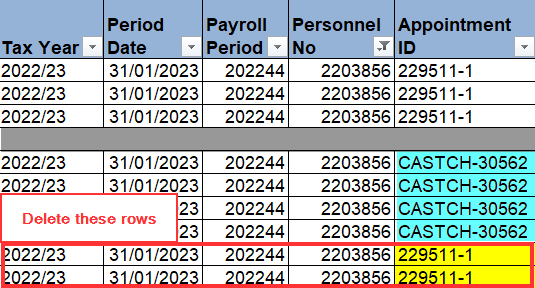 Tax Year Period Date Payroll Period Personnel No Appointment ID
2022/23 31/01/2023 202244 2203856 229511-1
2022/23 31/01/2023 202244 2203856 229511-1
2022/23 31/01/2023 202244 2203856 229511-1
2022/23 31/01/2023 202244 2203856 CASTCH-30562
2022/23 31/01/2023 202244 2203856 CASTCH-30562
/2023 202244 2203856 CASTCH-30562
Delete these rows
/2023 202244 2203856 CASTCH-30562
2022/23 31/01/2023 202244 2203856 229511-1
2022/23 31/01/2023 202244 2203856 229511-1